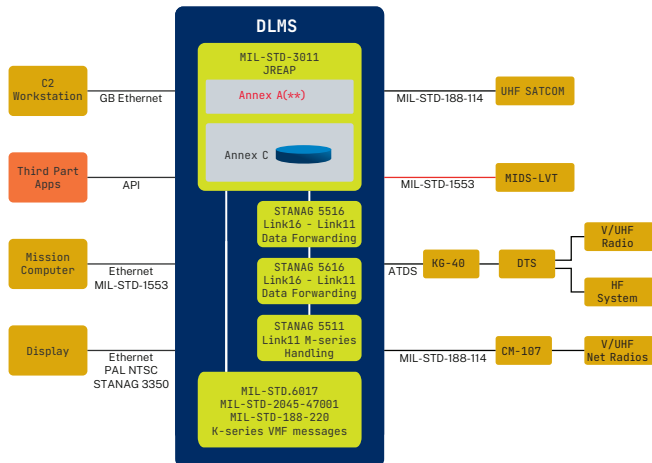 DLMS
MIL-STD-3011
JREAP
Annex A(**)
Annex C
C2
Workstation
GB Ethernet
MIL-STD-188-114
UHF SATCOM
Third Part
Apps
API
MIL-STD-1553
MIDS-LVT
STANAG 5516
Link16 - Link11
Data Forwarding
Mission
Computer
Ethernet
MIL-STD-1553
STANAG 5616
Link16 - Link11
Data Forwarding
ATDS
KG-40
DTS
V/UHF
Radio
HF
System
STANAG 5511
Link11 M-series
Handling
Display
Ethernet
PAL NTSC
STANAG 3350
MIL-STD-188-114
CM-107
V/UHF
Net Radios
MIL-STD.6017
MIL-STD-2045-47001
MIL-STD-188-220
K-series VMF messages